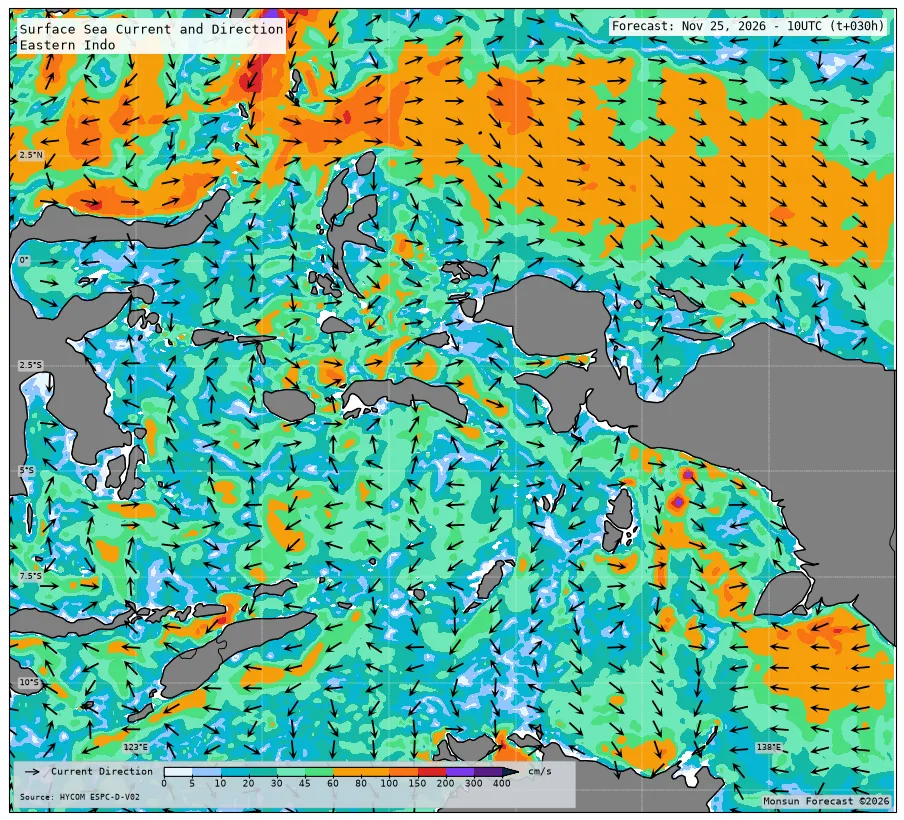 Surface Sea Current and Direction
Eastern Indo
Forecast: Nov 25, 2026 - 10UTC (t+030h)
2.5°N
0°
2.5°S
5°S
7.5°S
10°S
123°E
138°E
Current Direction
cm/s
0 5 10 20 30 45 60 80 100 150 200 300 400
Source: HYCOM ESPC-D-V02
Monsun Forecast ©2026